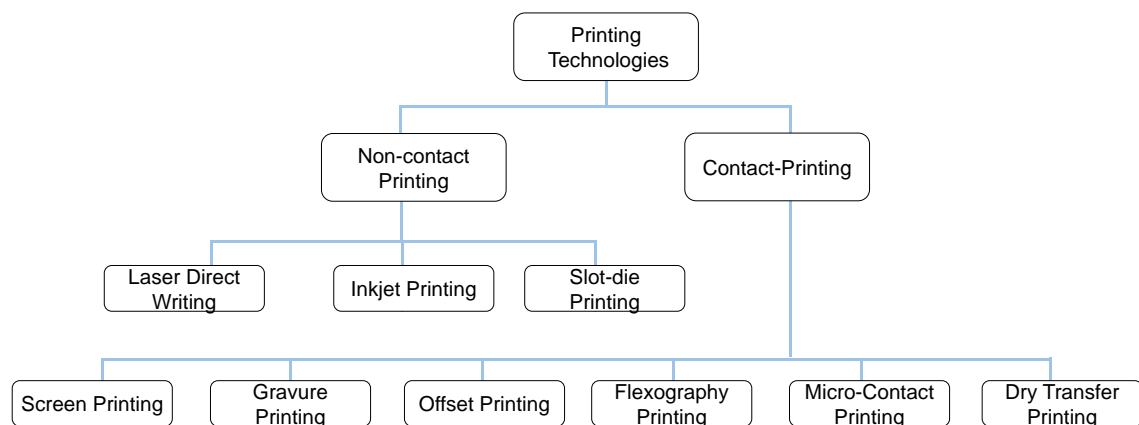 Printing
Technologies
Non-contact
Printing
Contact-Printing
Laser Direct
Writing
Inkjet Printing
Slot-die
Printing
Screen Printing
Gravure
Printing
Offset Printing
Flexography
Printing
Micro-Contact
Printing
Dry Transfer
Printing